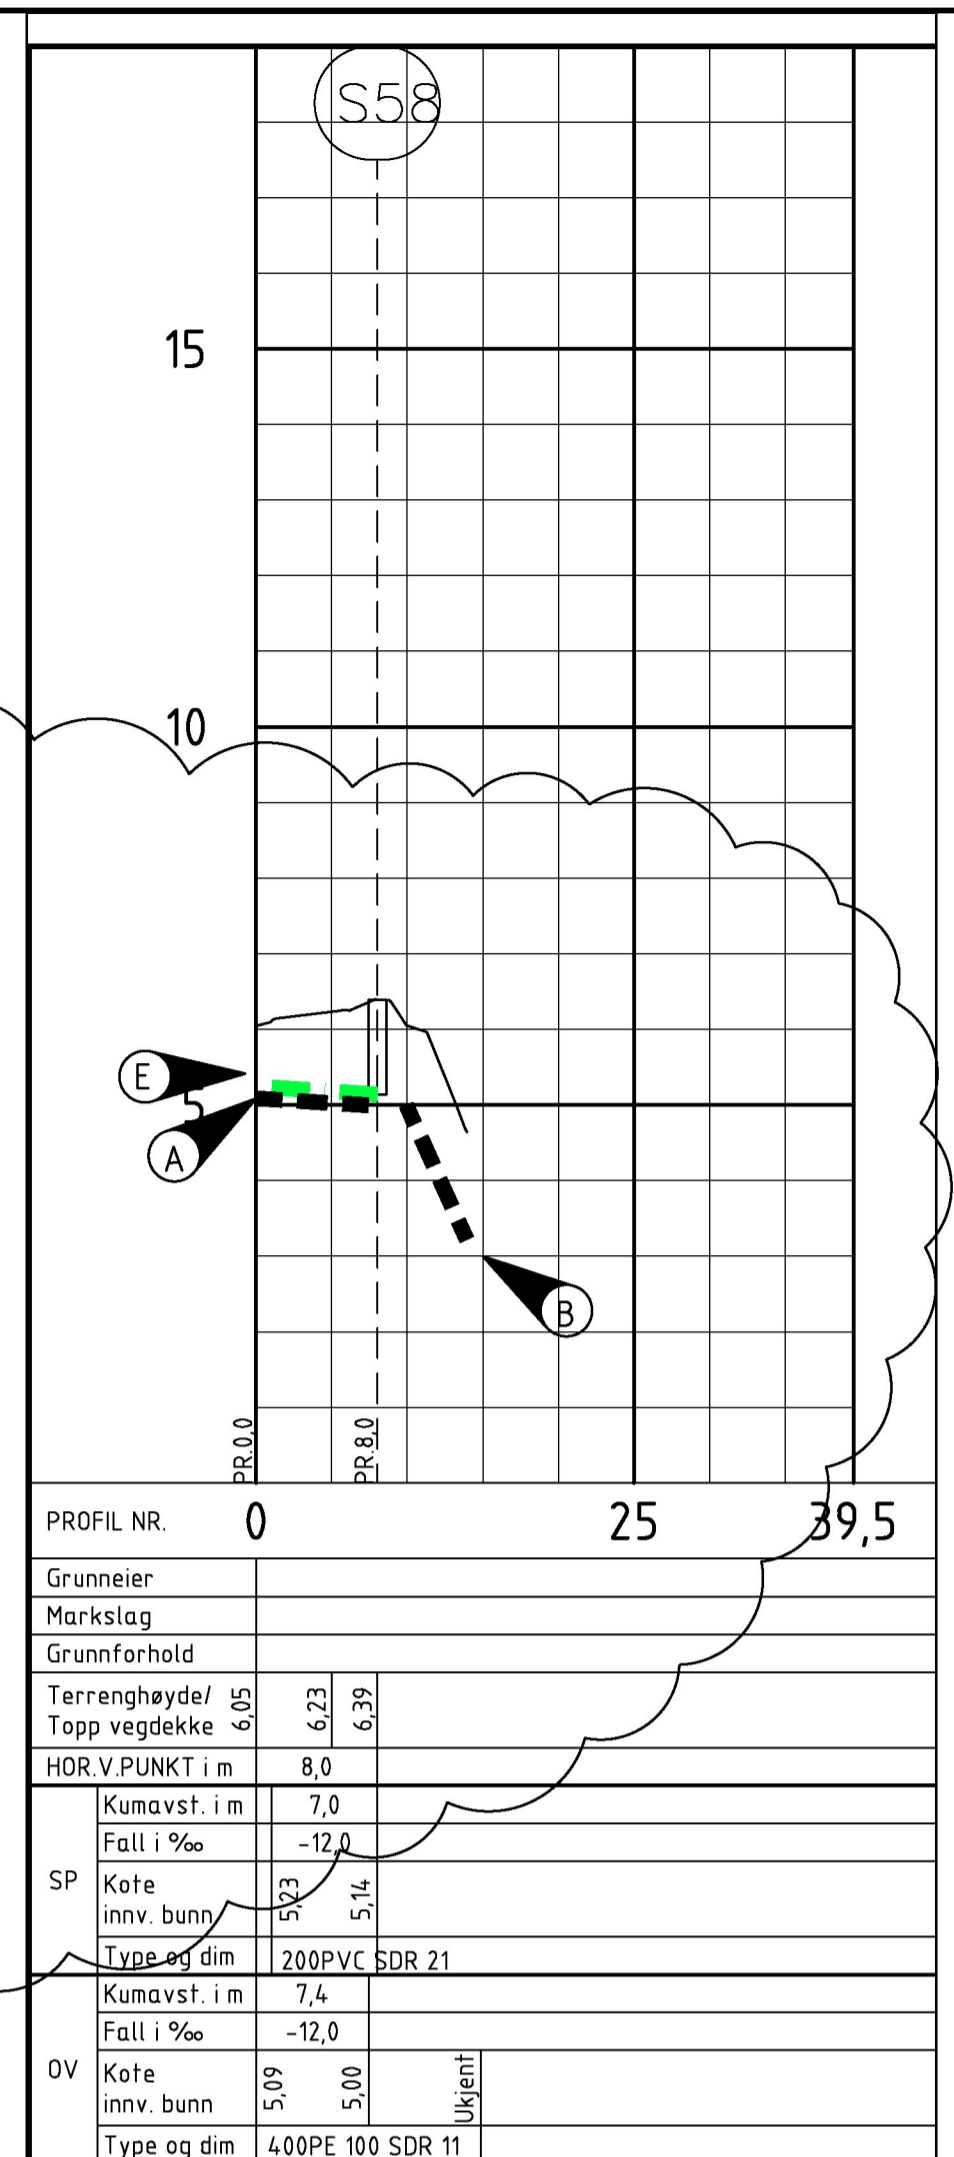 S58
15
10
E
5
A
B
PR.0,0
PR.8,0
PROFIL NR.
0
25
39,5
Grunneier
Markslag
Grunnforhold
Terrenghøyde/
Topp vegdekke
6,05
6,23
6,39
HOR.V.PUNKT i m
8,0
SP
Kumavst. i m
7,0
Fall i ‰
-12,0
Kote
innv. bunn
5,23
5,14
Type og dim
200PVC SDR 21
OV
Kumavst. i m
7,4
Fall i ‰
-12,0
Kote
innv. bunn
5,09
5,00
Ukjent
Type og dim
400PE 100 SDR 11